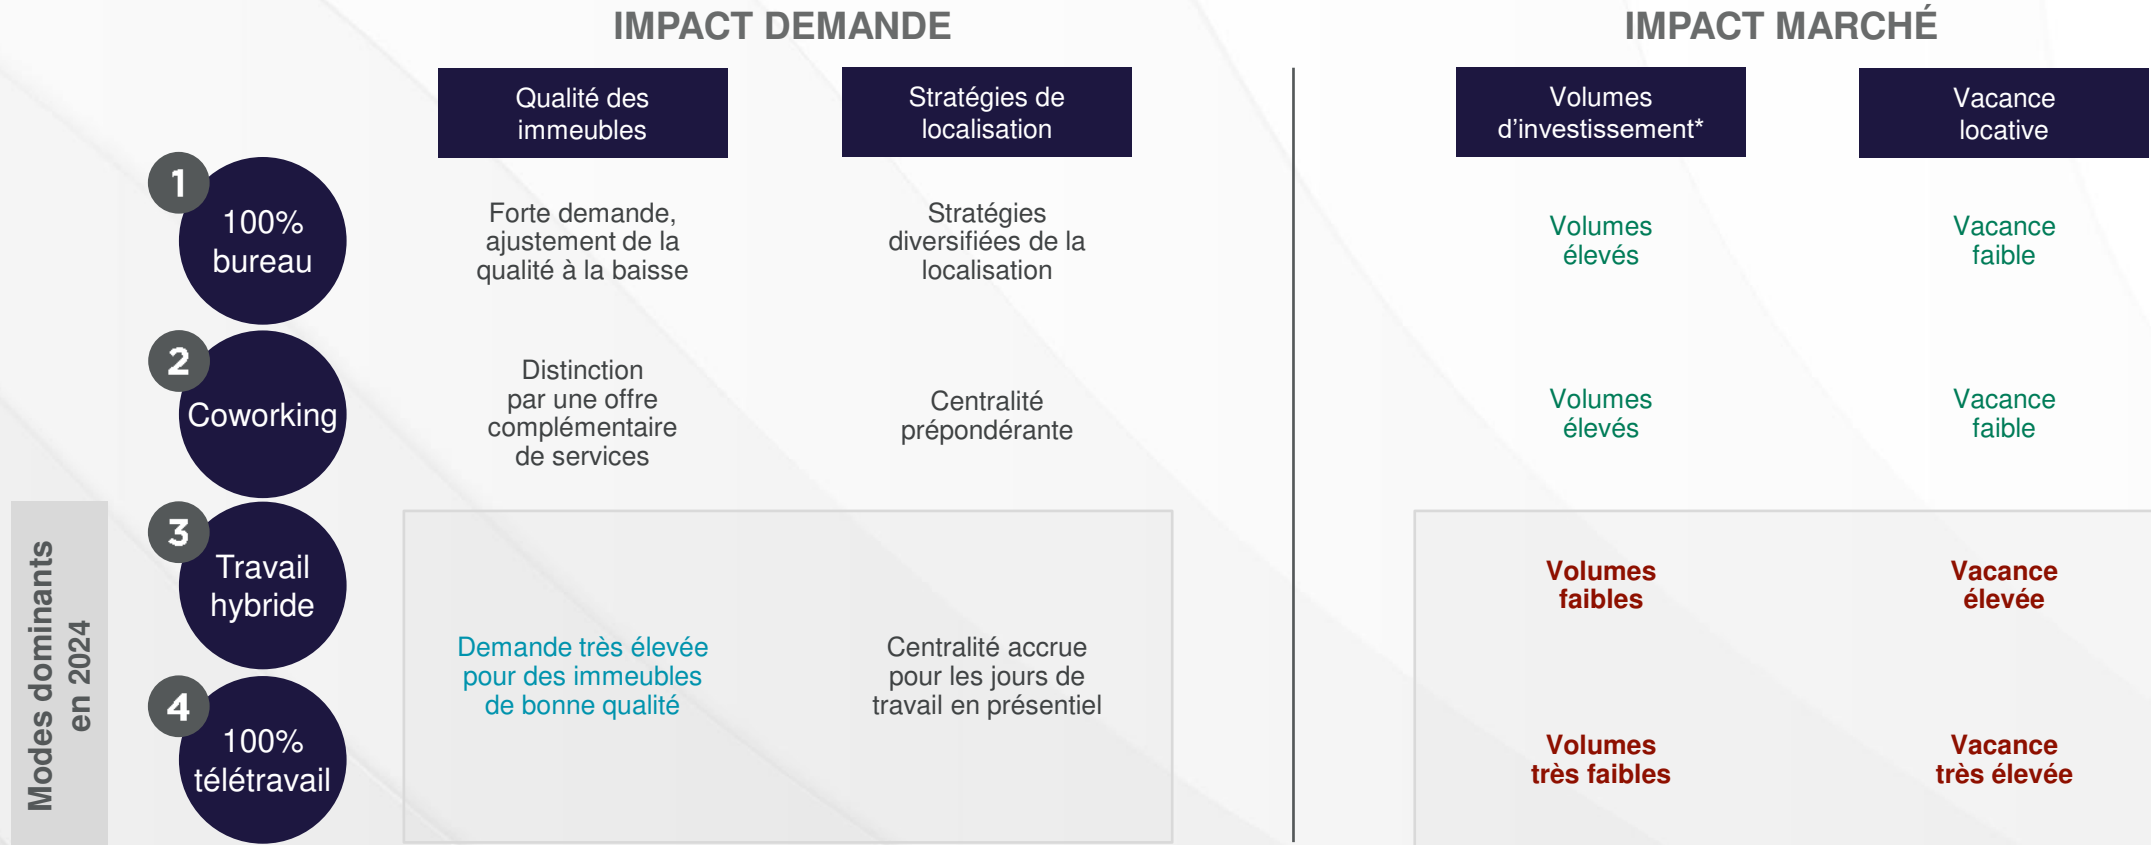 IMPACT DEMANDE
IMPACT MARCHÉ
Qualité des
immeubles
Stratégies de
localisation
Volumes
d'investissement*
Vacance
locative
1
100%
bureau
Forte demande,
ajustement de la
qualité à la baisse
Stratégies
diversifiées de la
localisation
Volumes
élevés
Vacance
faible
2
Coworking
Distinction
par une offre
complémentaire
de services
Centralité
prépondérante
Volumes
élevés
Vacance
faible
Modes dominants
en 2024
3
Travail
hybride
Volumes
faibles
Vacance
élevée
Demande très élevée
pour des immeubles
de bonne qualité
Centralité accrue
pour les jours de
travail en présentiel
4
100%
télétravail
Volumes
très faibles
Vacance
très élevée